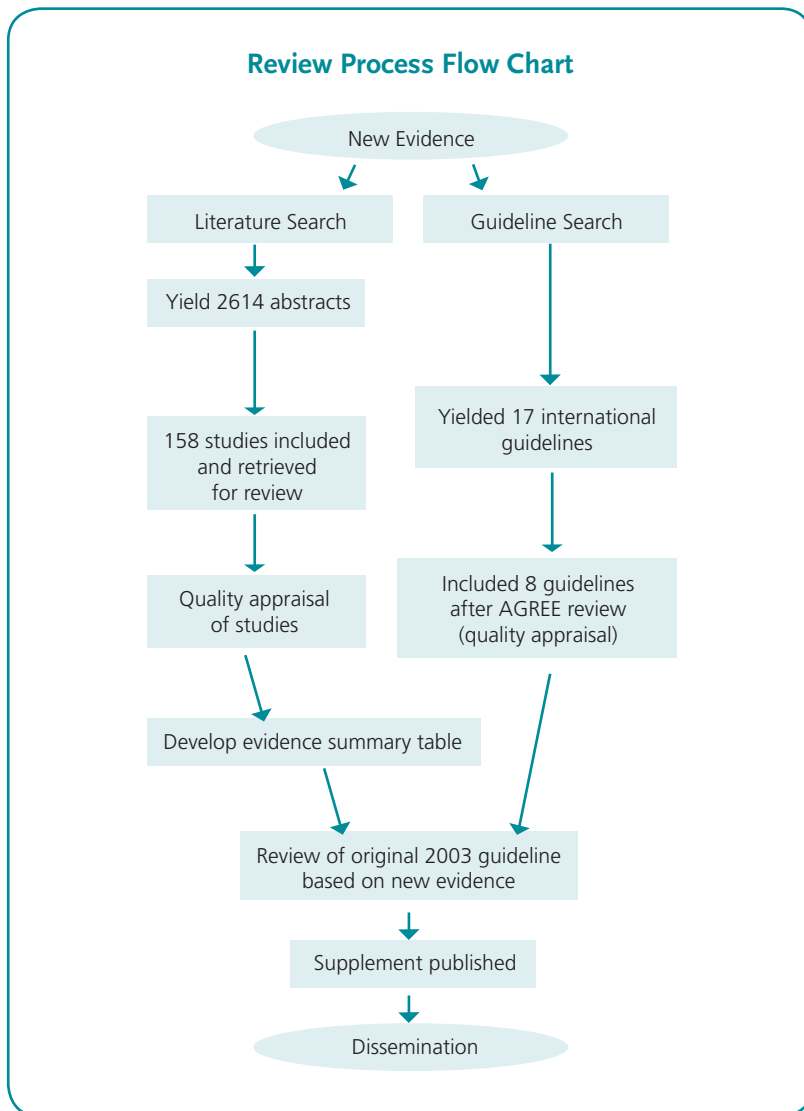 Review Process Flow Chart
New Evidence
Literature Search
Guideline Search
Yield 2614 abstracts
158 studies included
and retrieved
for review
Yielded 17 international
guidelines
Quality appraisal
of studies
Included 8 guidelines
after AGREE review
(quality appraisal)
Develop evidence summary table
Review of original 2003 guideline
based on new evidence
Supplement published
Dissemination